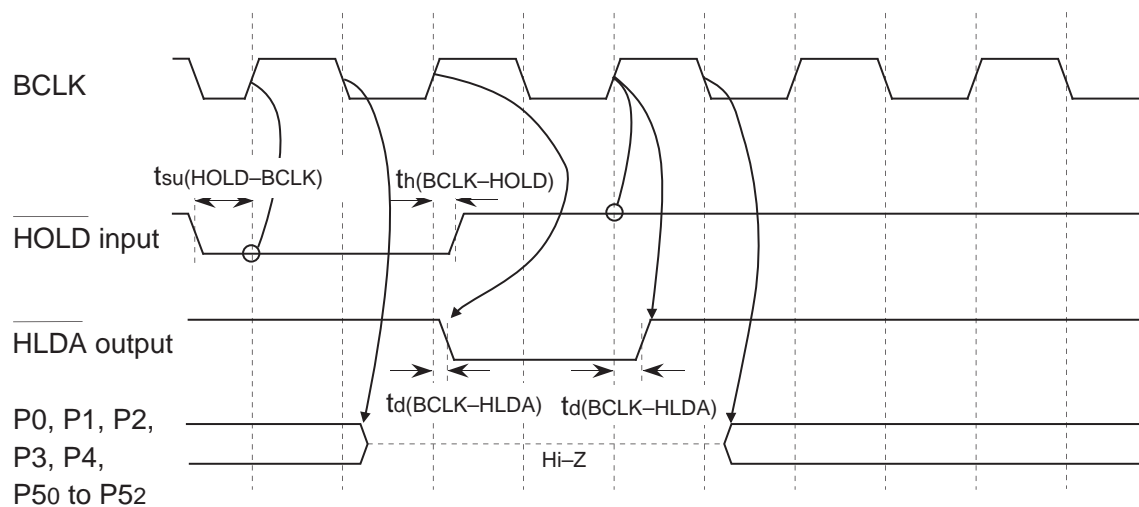 BCLK
tsu(HOLD–BCLK)
th(BCLK–HOLD)
HOLD input
HLDA output
td(BCLK–HLDA)
td(BCLK–HLDA)
P0, P1, P2,
P3, P4,
P50 to P52
Hi–Z